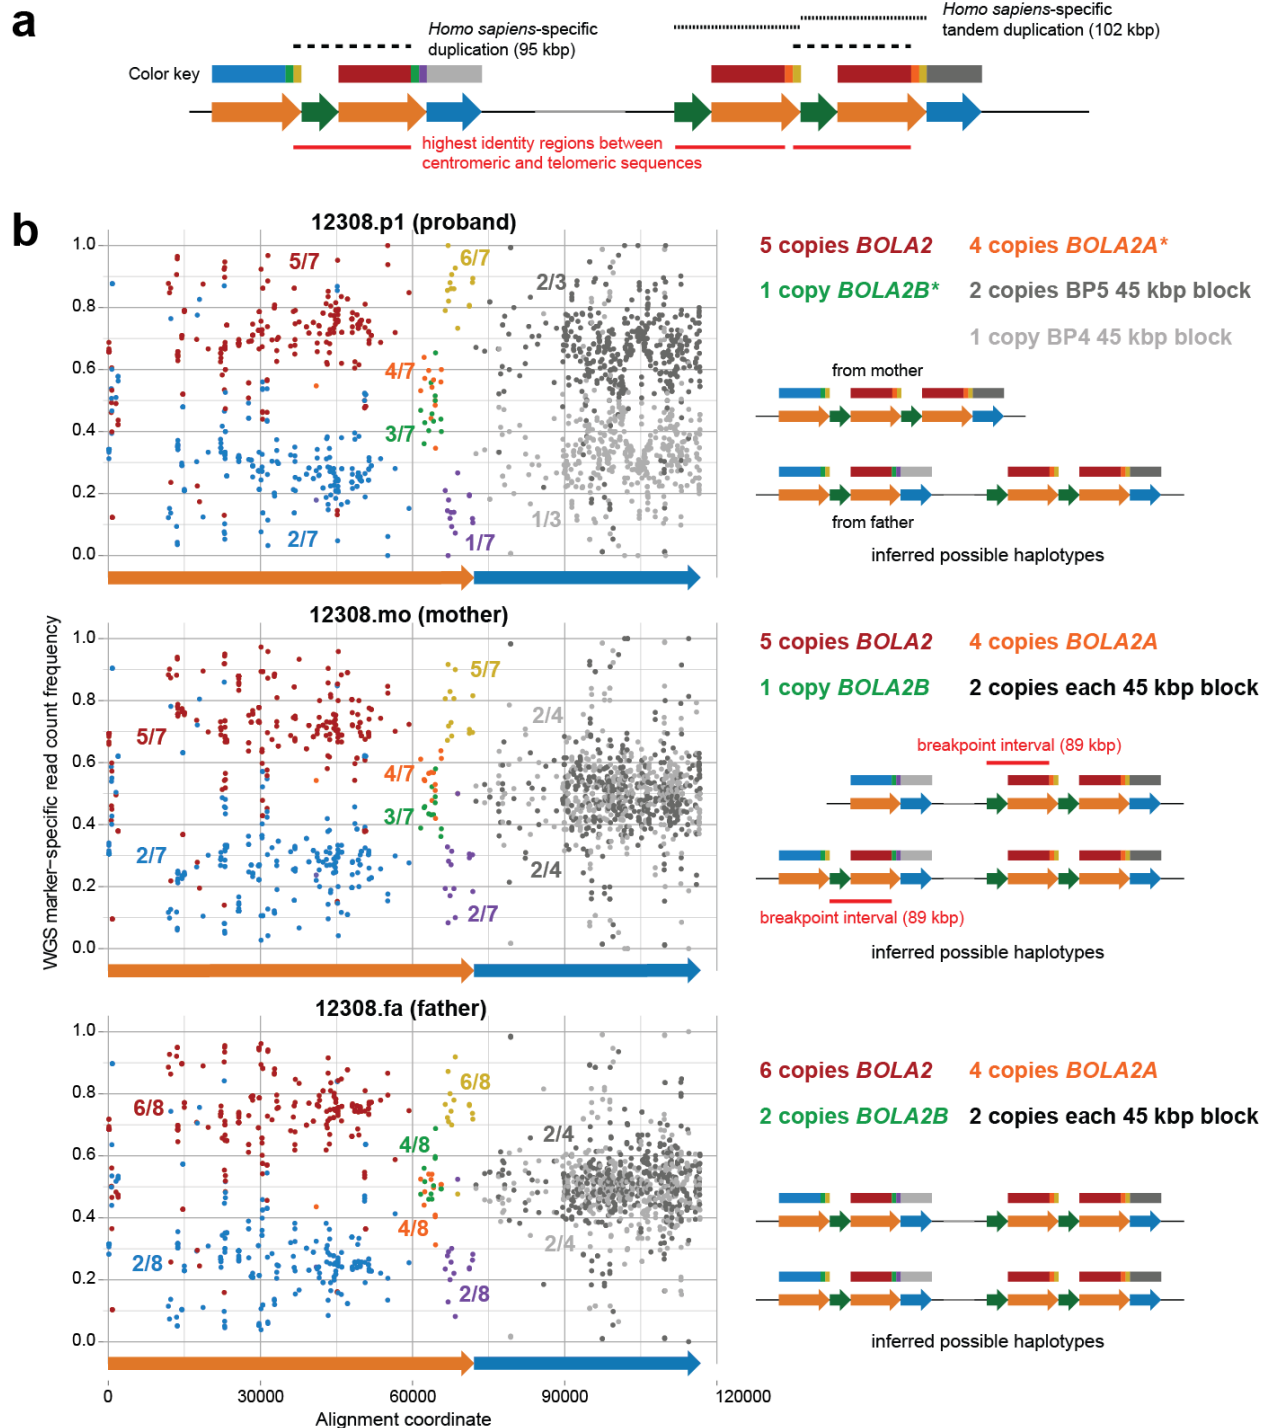 a
Homo sapiens-specific
duplication (95 kbp)
Homo sapiens-specific
tandem duplication (102 kbp)
Color key
highest identity regions between
centromeric and telomeric sequences
b
12308.p1 (proband)
1.0
0.8
0.6
0.4
0.2
0.0
5/7
6/7
2/3
4/7
3/7
2/7
1/7
1/3
5 copies BOLA2
4 copies BOLA2A*
1 copy BOLA2B*
2 copies BP5 45 kbp block
1 copy BP4 45 kbp block
from mother
from father
inferred possible haplotypes
WGS marker-specific read count frequency
12308.mo (mother)
1.0
0.8
0.6
0.4
0.2
0.0
5/7
5/7
2/4
4/7
3/7
2/7
2/4
2/7
5 copies BOLA2
4 copies BOLA2A
1 copy BOLA2B
2 copies each 45 kbp block
breakpoint interval (89 kbp)
breakpoint interval (89 kbp)
inferred possible haplotypes
12308.fa (father)
1.0
0.8
0.6
0.4
0.2
0.0
6/8
6/8
4/8
2/4
4/8
2/4
2/8
2/8
6 copies BOLA2
4 copies BOLA2A
2 copies BOLA2B
2 copies each 45 kbp block
inferred possible haplotypes
0
30000
60000
90000
120000
Alignment coordinate